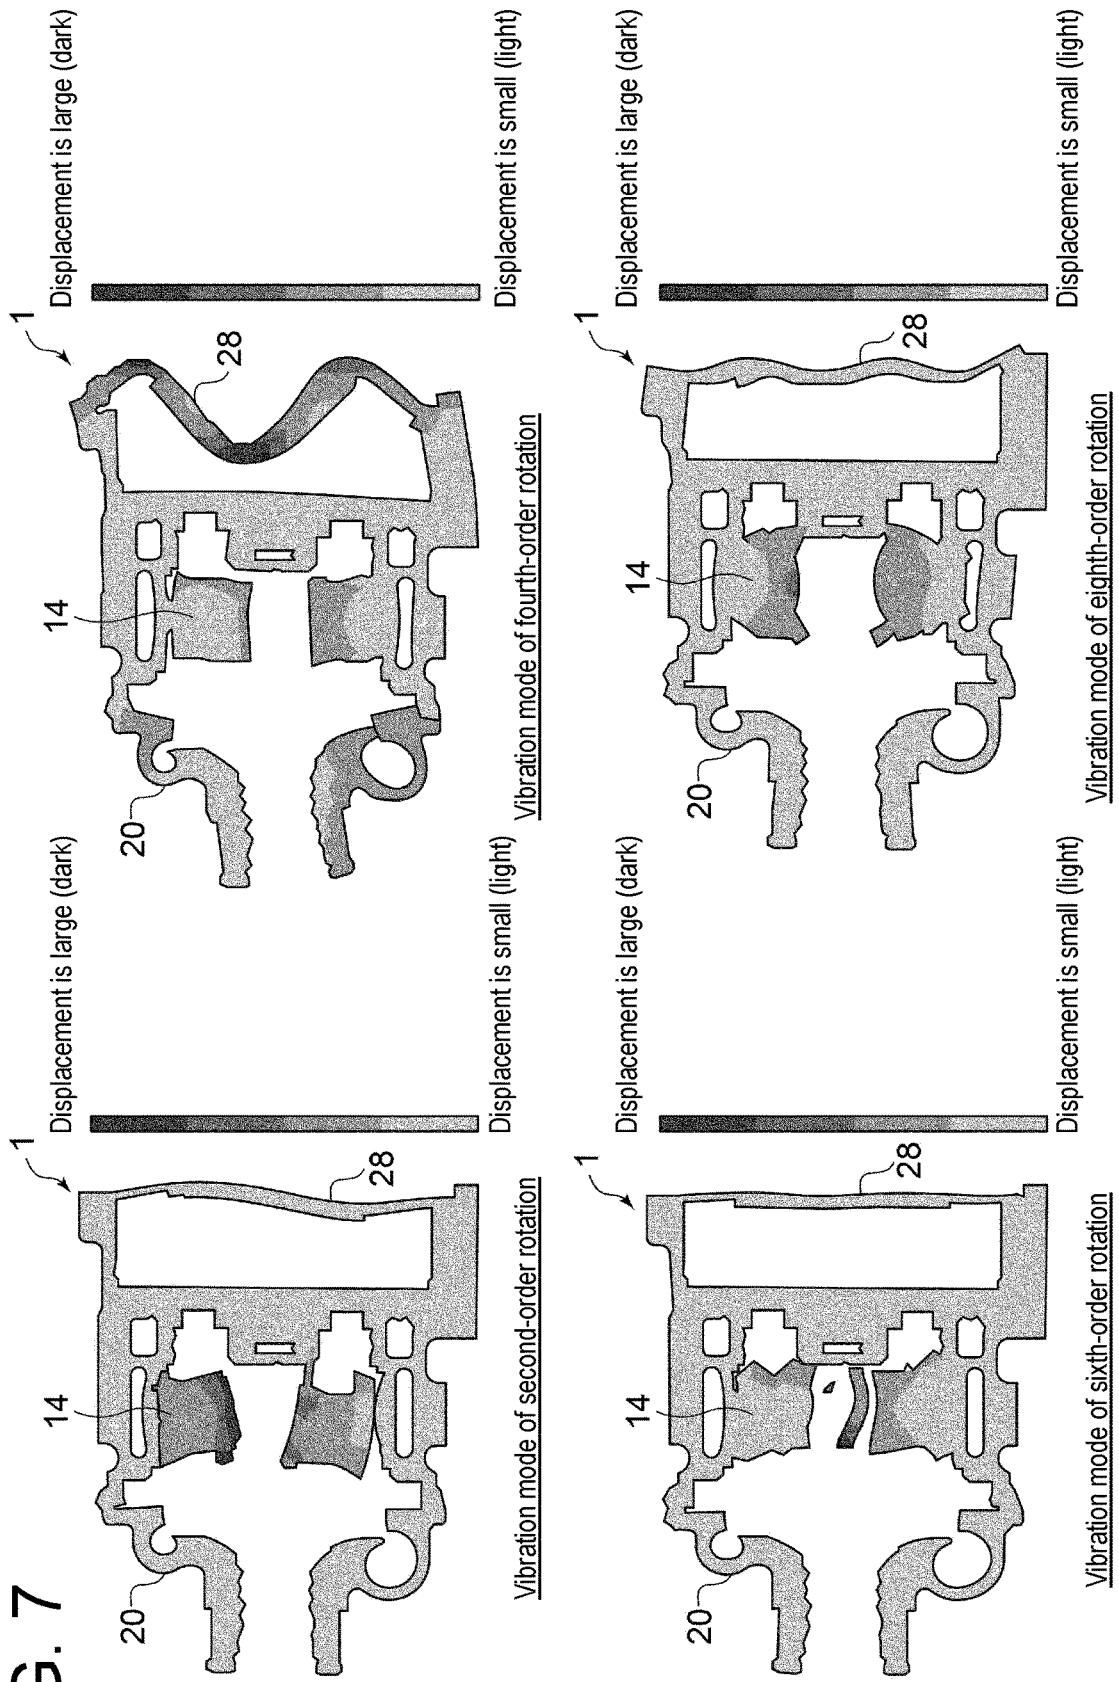 G. 7
1
14
Displacement is large (dark)
20
28
Displacement is small (light)
Vibration mode of second-order rotation
1
14
Displacement is large (dark)
20
28
Displacement is small (light)
Vibration mode of fourth-order rotation
1
14
Displacement is large (dark)
20
28
Displacement is small (light)
Vibration mode of sixth-order rotation
1
14
Displacement is large (dark)
20
28
Displacement is small (light)
Vibration mode of eighth-order rotation